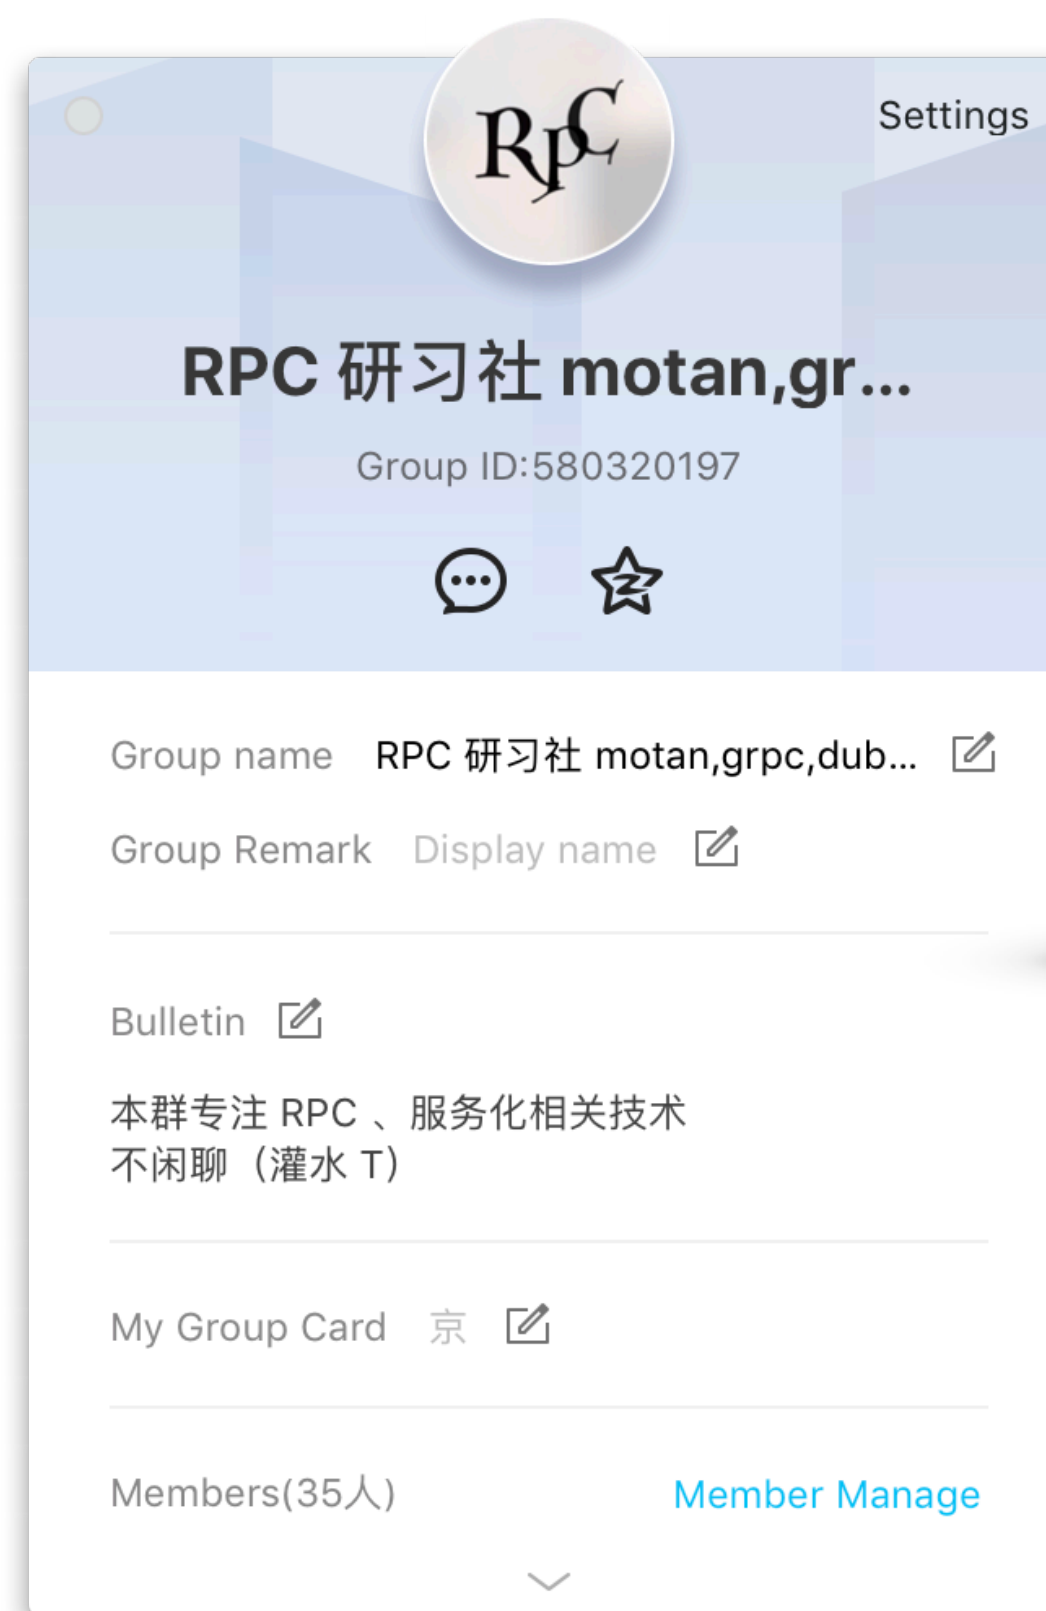 RpC
Settings
RPC 研习社 motan,gr...
Group ID:580320197
Group name RPC 研习社 motan,grpc,dub...
Group Remark Display name
Bulletin
本群专注 RPC 、服务化相关技术
不闲聊（灌水 T）
My Group Card 京
Members(35人) Member Manage